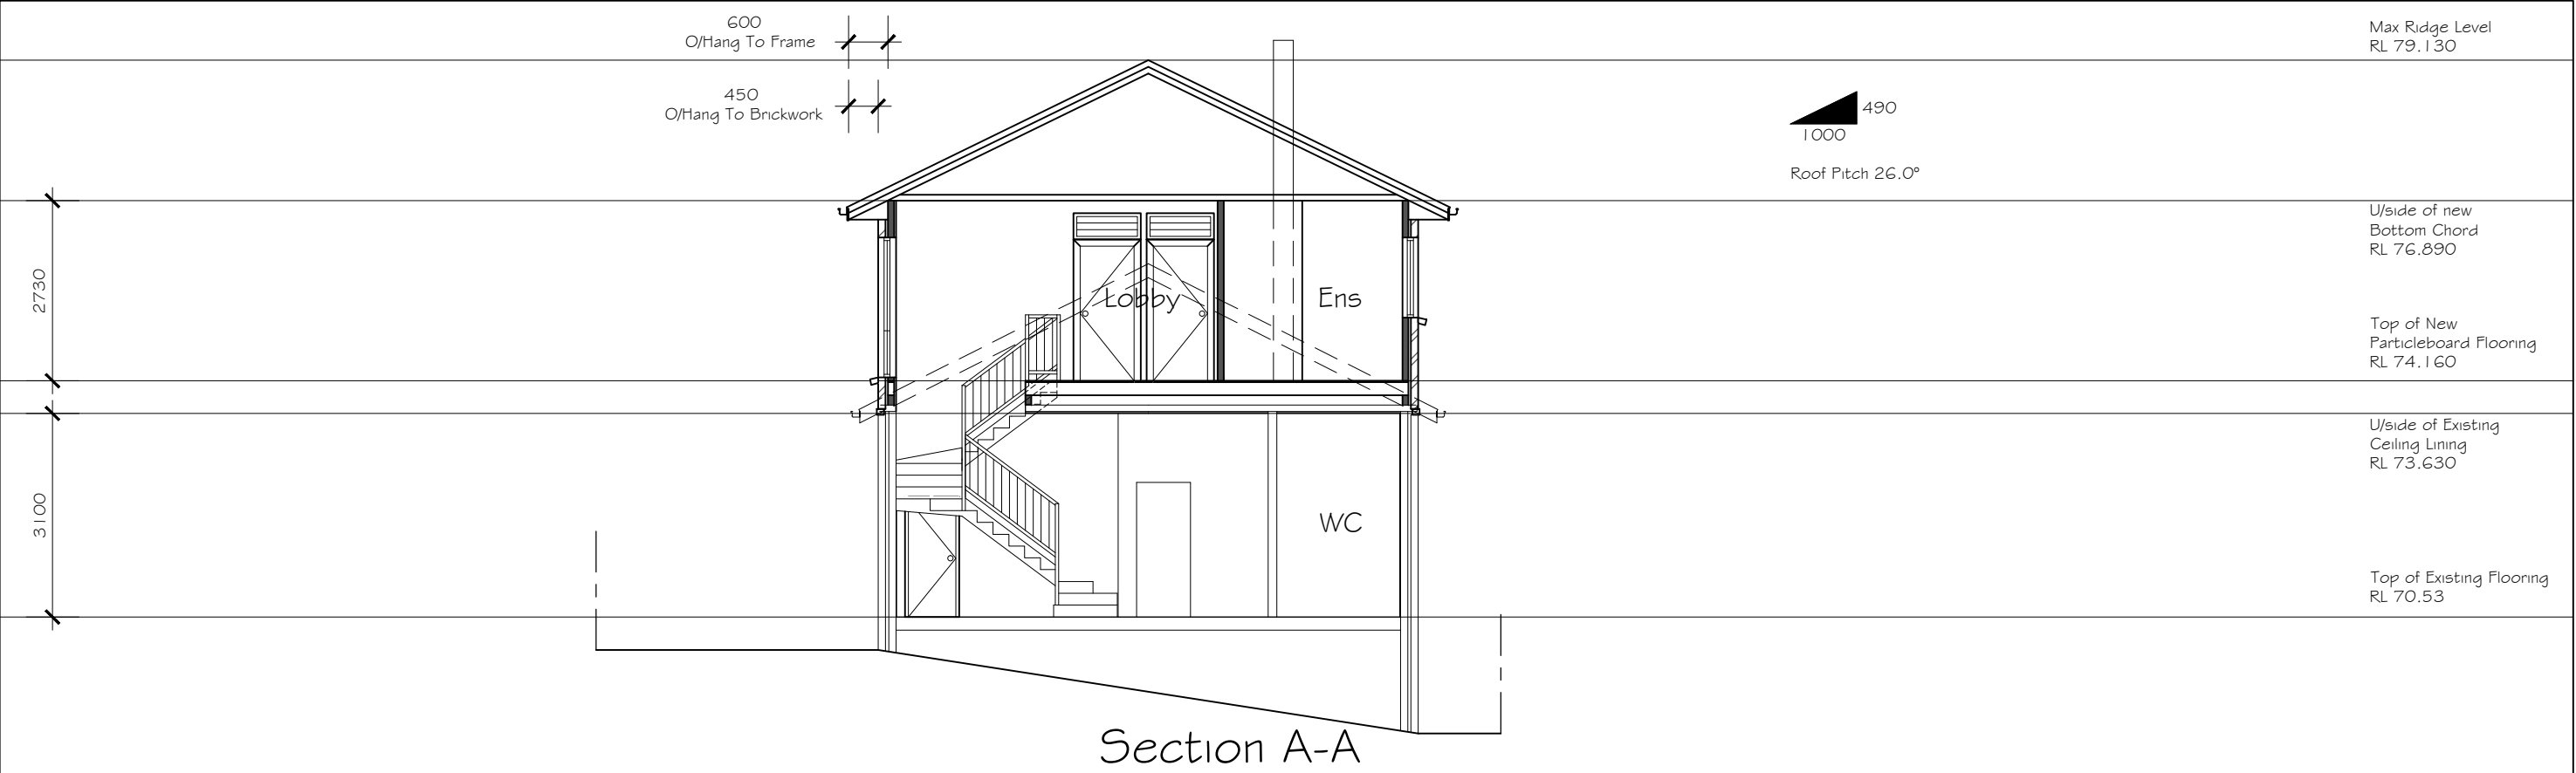 600
O/Hang To Frame
450
O/Hang To Brickwork
Max Ridge Level
RL 79.130
490
1000
Roof Pitch 26.0°
U/side of new
Bottom Chord
RL 76.890
2730
Lobby
Ens
Top of New
Particleboard Flooring
RL 74.160
U/side of Existing
Ceiling Lining
RL 73.630
3100
WC
Top of Existing Flooring
RL 70.53
Section A-A